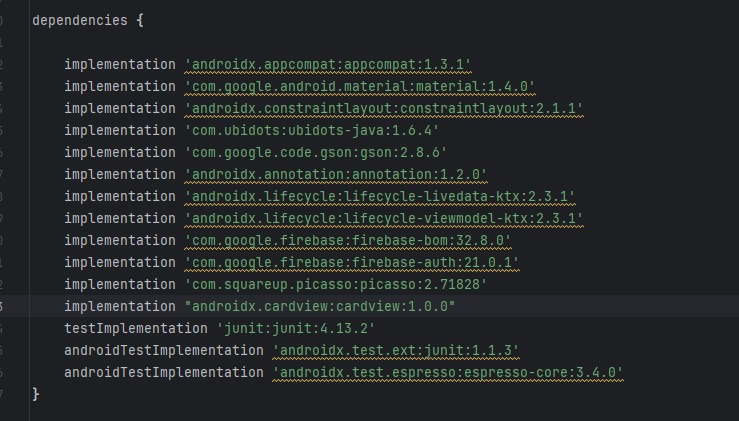 dependencies {
implementation 'androidx.appcompat:appcompat:1.3.1'
implementation 'com.google.android.material:material:1.4.0'
implementation 'androidx.constraintlayout:constraintlayout:2.1.1'
implementation 'com.ubidots:ubidots-java:1.6.4'
implementation 'com.google.code.gson:gson:2.8.6'
implementation 'androidx.annotation:annotation:1.2.0'
implementation 'androidx.lifecycle:lifecycle-livedata-ktx:2.3.1'
implementation 'androidx.lifecycle:lifecycle-viewmodel-ktx:2.3.1'
implementation 'com.google.firebase:firebase-bom:32.8.0'
implementation 'com.google.firebase:firebase-auth:21.0.1'
implementation 'com.squareup.picasso:picasso:2.71828'
implementation "androidx.cardview:cardview:1.0.0"
testImplementation 'junit:junit:4.13.2'
androidTestImplementation 'androidx.test.ext:junit:1.1.3'
androidTestImplementation 'androidx.test.espresso:espresso-core:3.4.0'
}